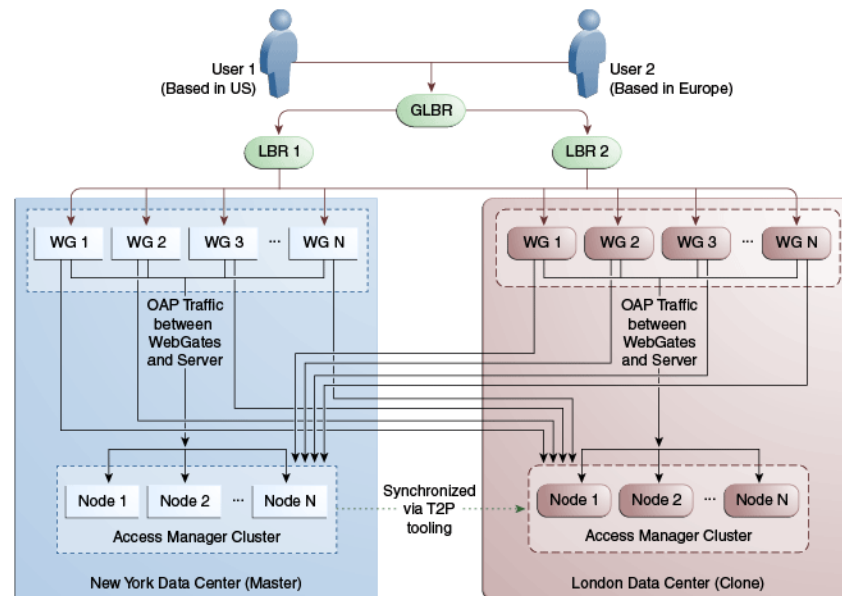 User 1
(Based in US)
User 2
(Based in Europe)
GLBR
LBR 1
LBR 2
WG 1
WG 2
WG 3
...
WG N
WG 1
WG 2
WG 3
...
WG N
OAP Traffic
between
WebGates
and Server
OAP Traffic
between
WebGates
and Server
Node 1
Node 2
...
Node N
Access Manager Cluster
Synchronized
via T2P
tooling
Node 1
Node 2
...
Node N
Access Manager Cluster
New York Data Center (Master)
London Data Center (Clone)